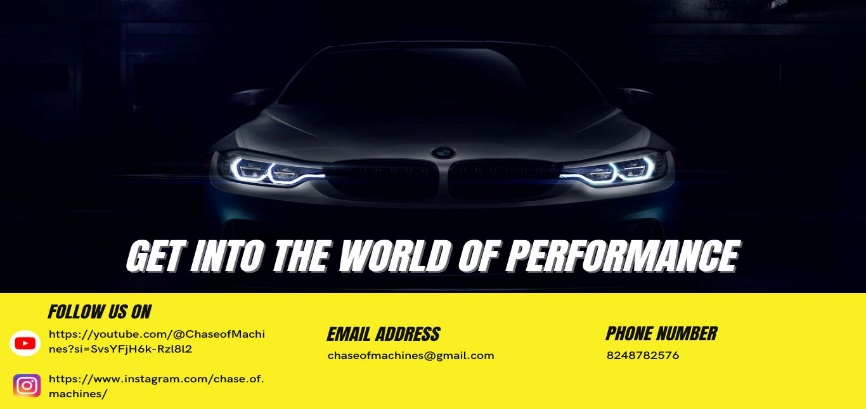 GET INTO THE WORLD OF PERFORMANCE
FOLLOW US ON
https://youtube.com/@ChaseofMachi
nes?si=SvsYFjH6k-Rzl8l2
https://www.instagram.com/chase.of.
machines/
EMAIL ADDRESS
chaseofmachines@gmail.com
PHONE NUMBER
8248782576